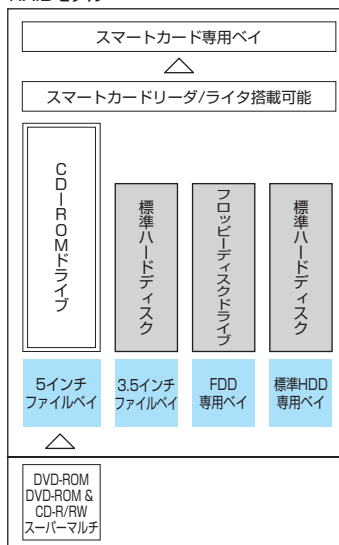 スマートカード専用ベイ
スマートカードリーダ/ライタ搭載可能
CD-ROMドライブ
標準ハードディスク
フロッピーディスクドライブ
標準ハードディスク
5インチ
ファイルベイ
3.5インチ
ファイルベイ
FDD
専用ベイ
標準HDD
専用ベイ
DVD-ROM
DVD-ROM &
CD-R/RW
スーパーマルチ